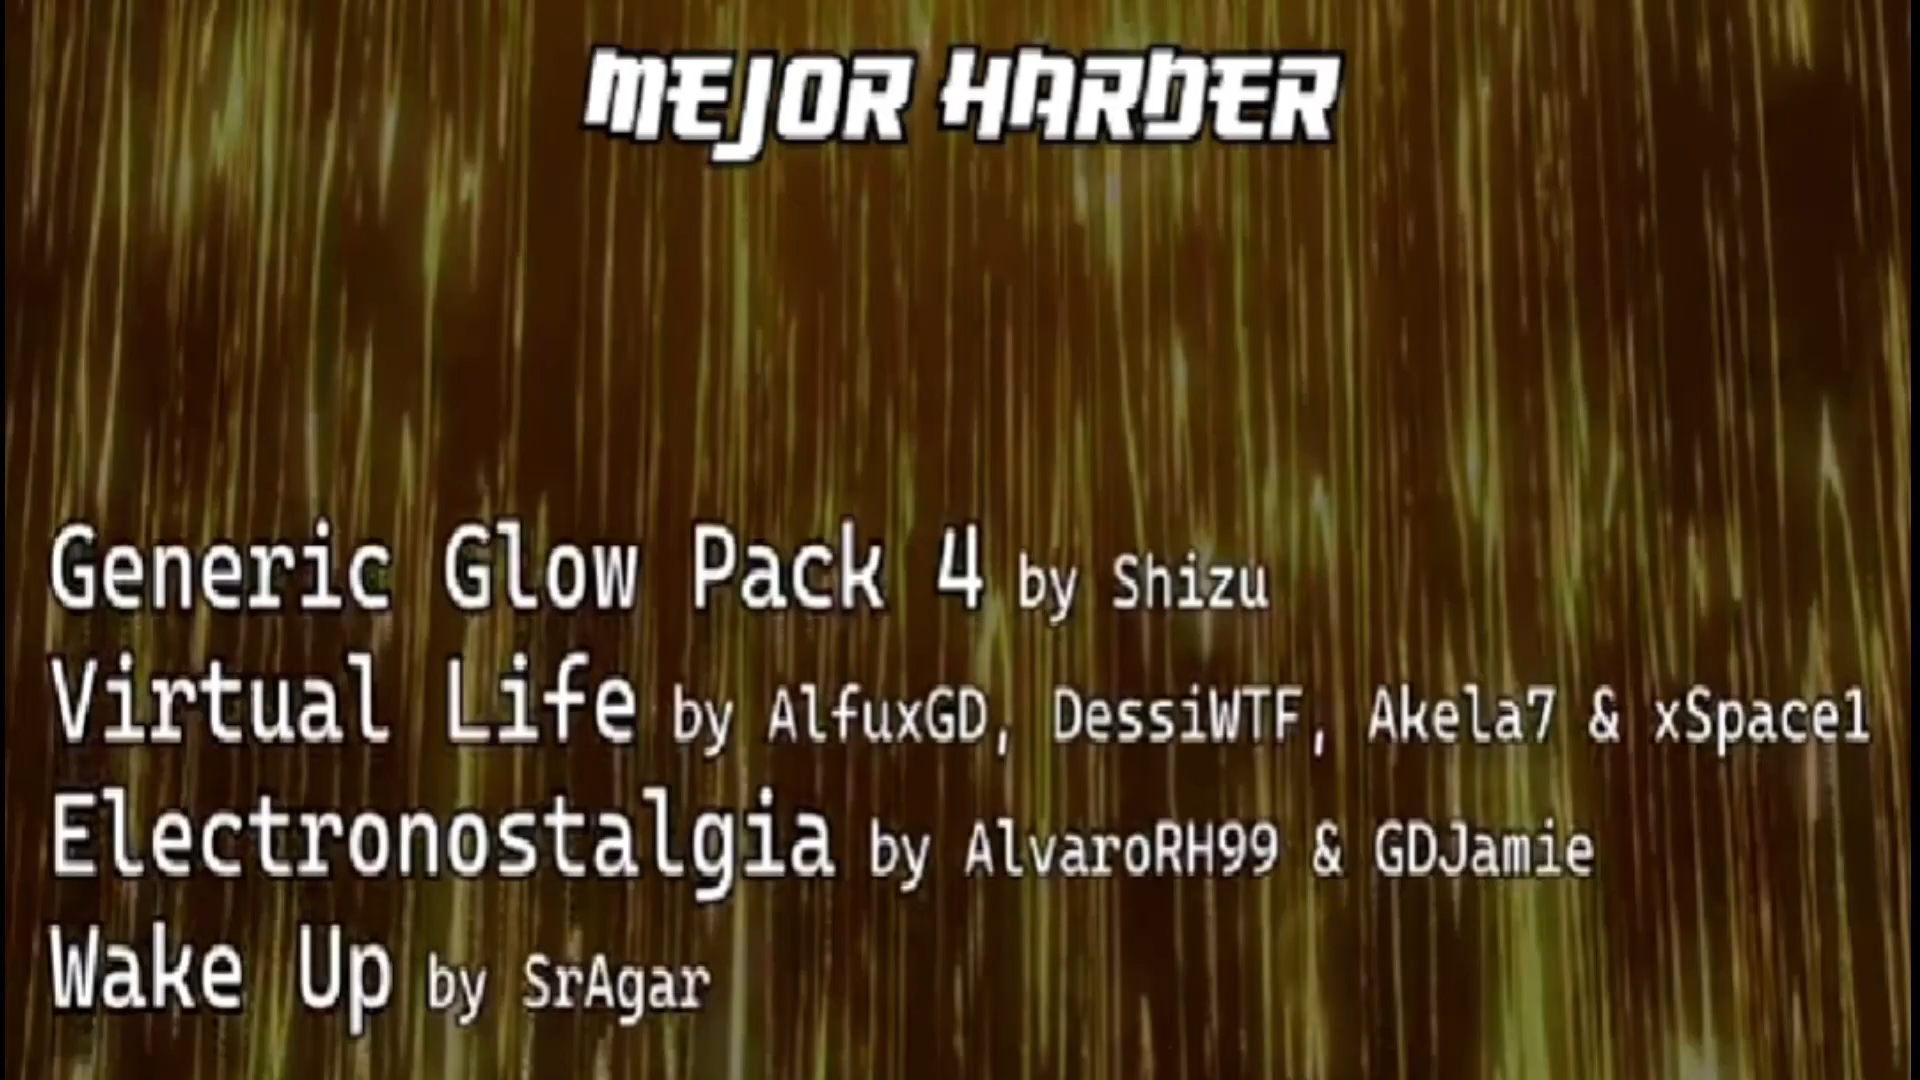 MEJOR HARDER
Generic Glow Pack 4 by Shizu
Virtual Life by AlfuxGD, DessiWTF, Akela7 & xSpace1
Electronostalgia by AlvaroRH99 & GDJamie
Wake Up by SrAgar